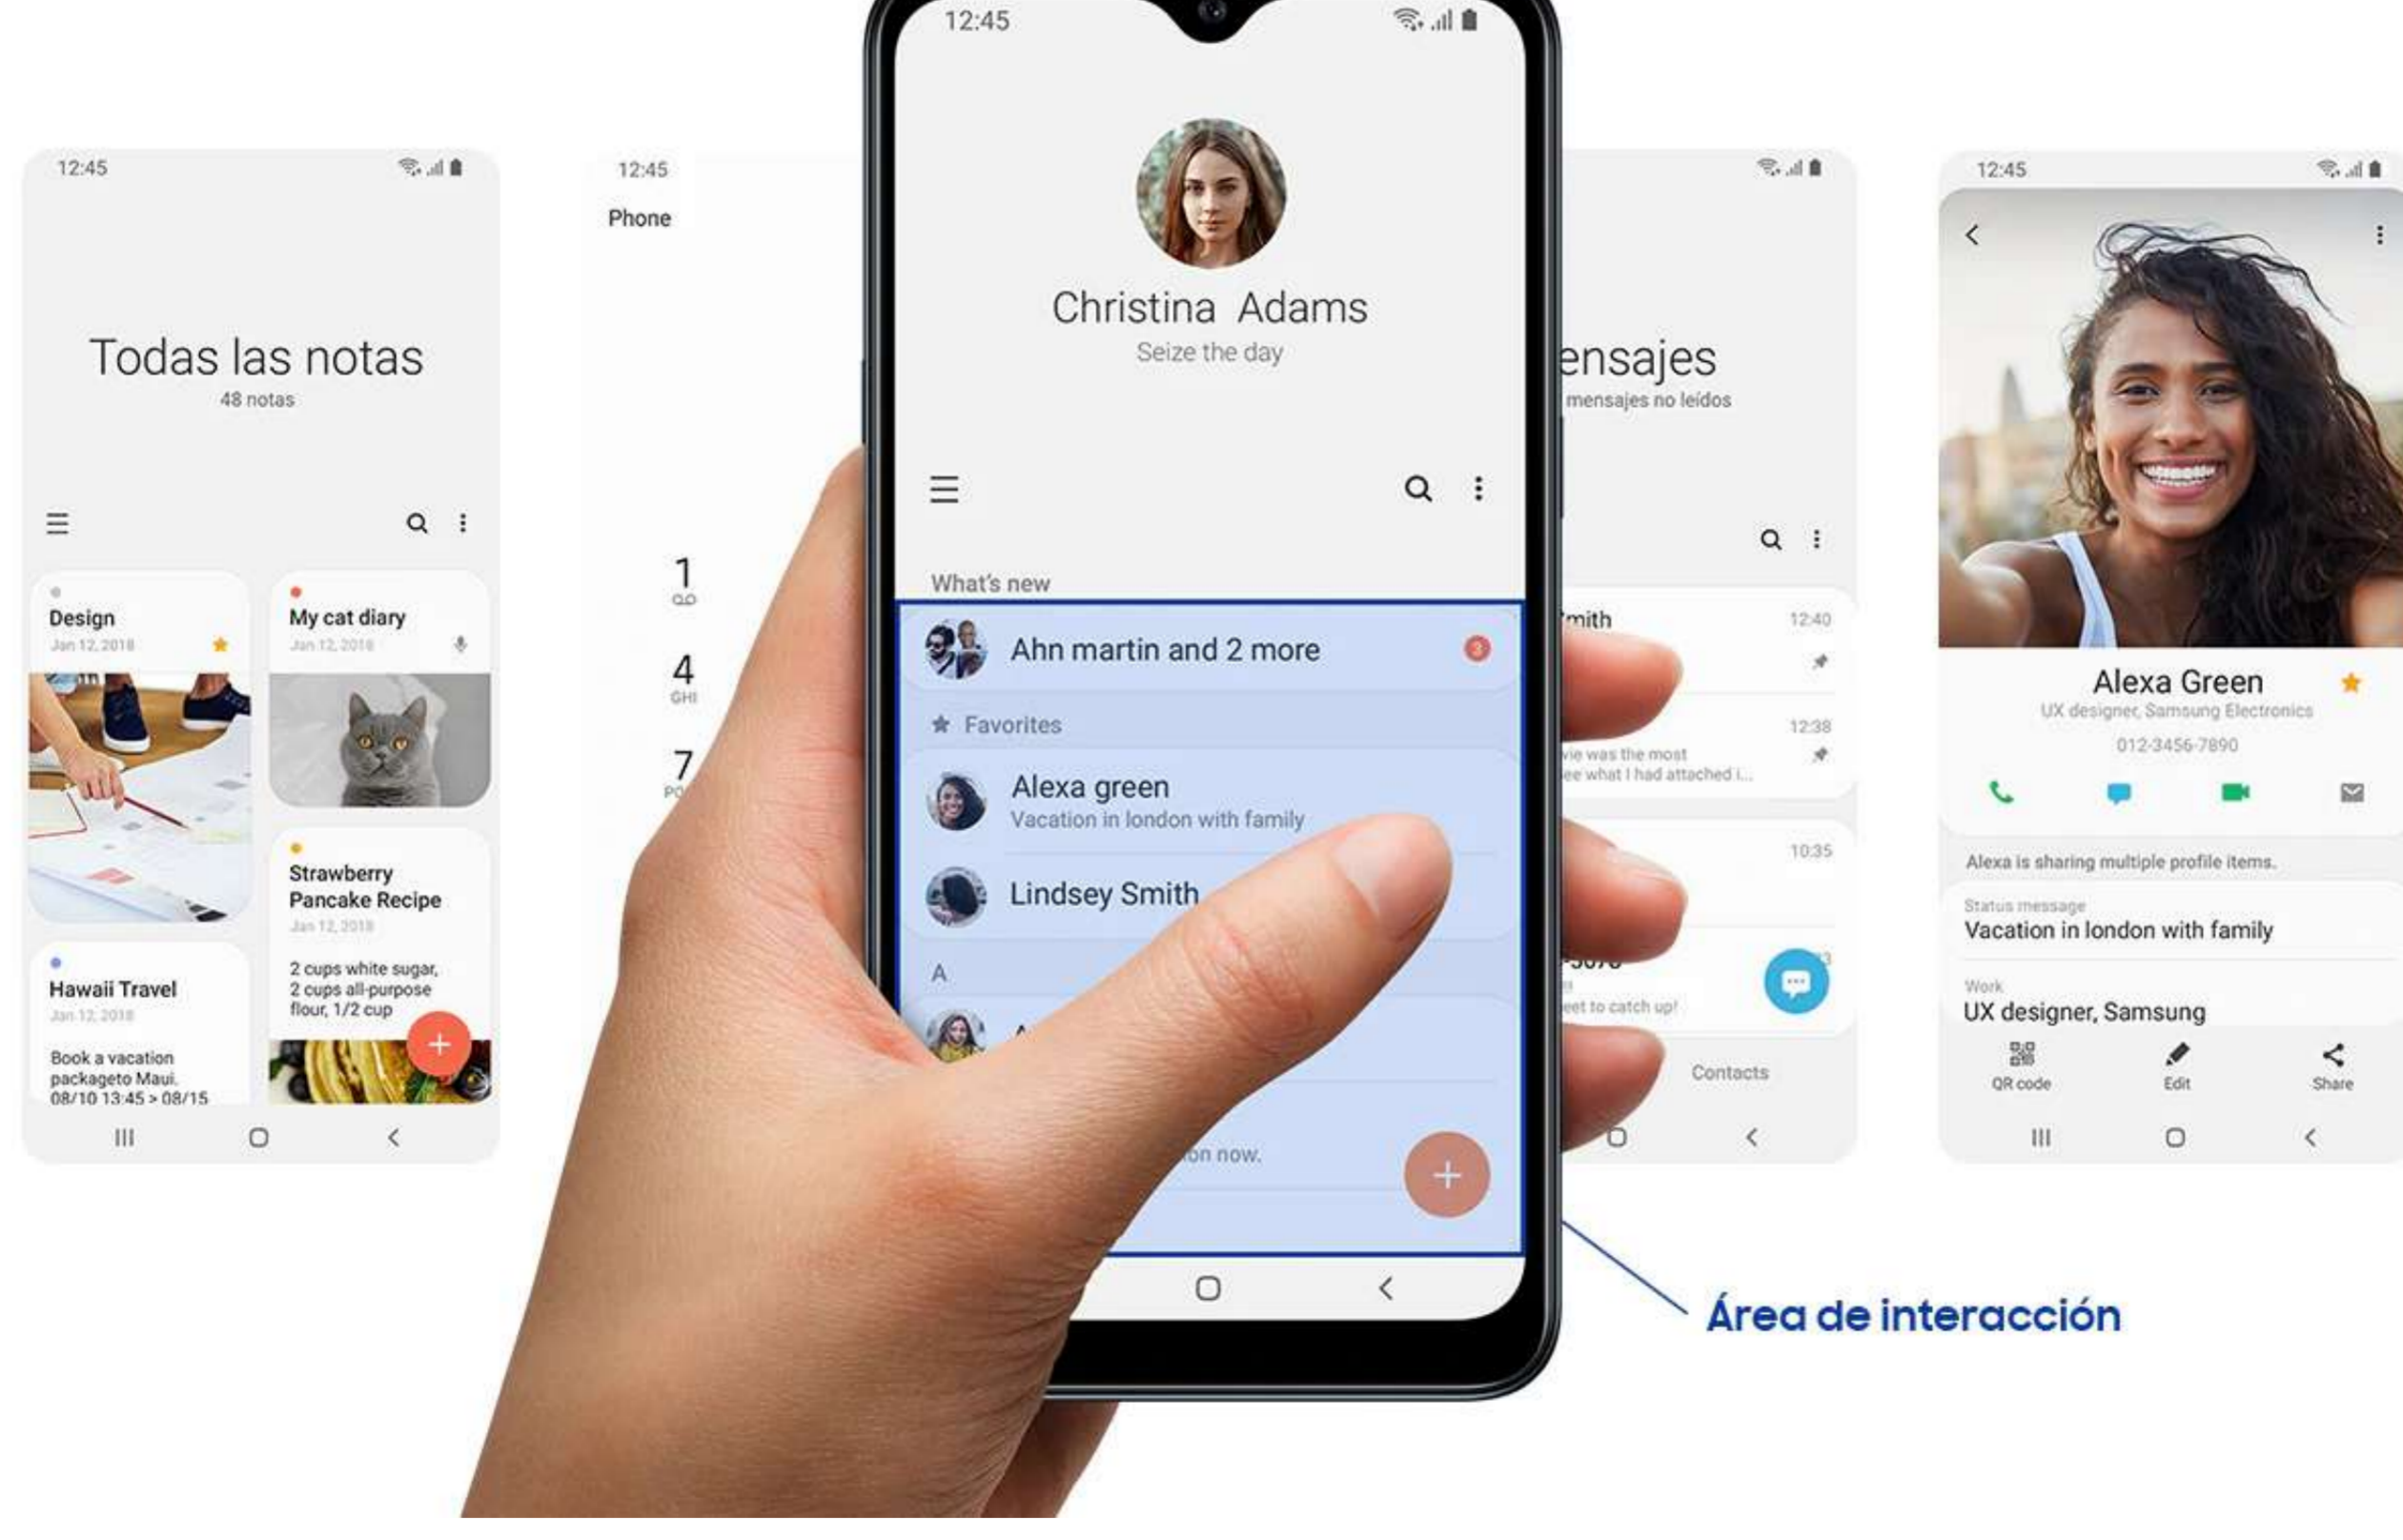 12:45
Todas las notas
48 notas
Design
Jan 12, 2018
My cat diary
Jan 12, 2018
Strawberry
Pancake Recipe
Jan 12, 2018
2 cups white sugar,
2 cups all-purpose
flour, 1/2 cup
Hawaii Travel
Jan 12, 2018
Book a vacation
packageto Maui.
08/10 13:45 > 08/15
12:45
Phone
1
4
GHI
7
12:45
Christina Adams
Seize the day
What's new
Ahn martin and 2 more
3
Favorites
Alexa green
Vacation in london with family
Lindsey Smith
A
on now.
ensajes
mensajes no leídos
mith
12:40
12:38
vie was the most
ee what I had attached i...
10:35
eet to catch up!
Contacts
12:45
Alexa Green
UX designer, Samsung Electronics
012-3456-7890
Alexa is sharing multiple profile items.
Status message
Vacation in london with family
Work
UX designer, Samsung
QR code
Edit
Share
Área de interacción